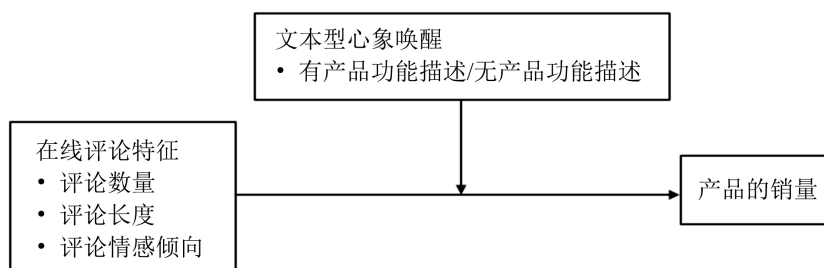 文本型心象唤醒
• 有产品功能描述/无产品功能描述
在线评论特征
• 评论数量
• 评论长度
• 评论情感倾向
产品的销量